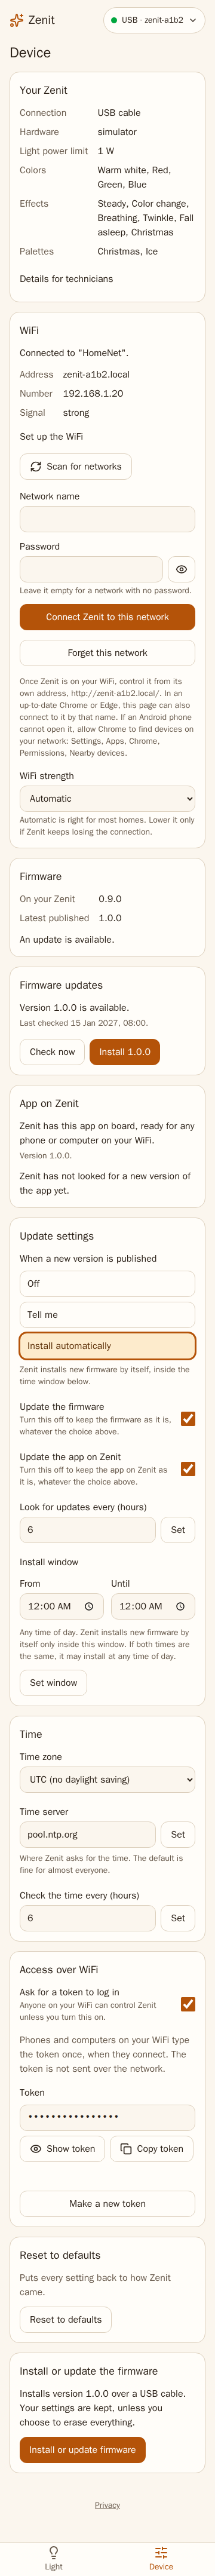 Zenit
USB · zenit-a1b2
Device
Your Zenit
Connection USB cable
Hardware simulator
Light power limit 1 W
Colors Warm white, Red,
Green, Blue
Effects Steady, Color change,
Breathing, Twinkle, Fall
asleep, Christmas
Palettes Christmas, Ice
Details for technicians
WiFi
Connected to "HomeNet".
Address zenit-a1b2.local
Number 192.168.1.20
Signal strong
Set up the WiFi
Scan for networks
Network name
Password
Leave it empty for a network with no password.
Connect Zenit to this network
Forget this network
Once Zenit is on your WiFi, control it from its
own address, http://zenit-a1b2.local/. In an
up-to-date Chrome or Edge, this page can also
connect to it by that name. If an Android phone
cannot open it, allow Chrome to find devices on
your network: Settings, Apps, Chrome,
Permissions, Nearby devices.
WiFi strength
Automatic
Automatic is right for most homes. Lower it only
if Zenit keeps losing the connection.
Firmware
On your Zenit 0.9.0
Latest published 1.0.0
An update is available.
Firmware updates
Version 1.0.0 is available.
Last checked 15 Jan 2027, 08:00.
Check now
Install 1.0.0
App on Zenit
Zenit has this app on board, ready for any
phone or computer on your WiFi.
Version 1.0.0.
Zenit has not looked for a new version of
the app yet.
Update settings
When a new version is published
Off
Tell me
Install automatically
Zenit installs new firmware by itself, inside the
time window below.
Update the firmware
Turn this off to keep the firmware as it is,
whatever the choice above.
Update the app on Zenit
Turn this off to keep the app on Zenit as
it is, whatever the choice above.
Look for updates every (hours)
6 Set
Install window
From Until
12:00 AM 12:00 AM
Any time of day. Zenit installs new firmware by
itself only inside this window. If both times are
the same, it may install at any time of day.
Set window
Time
Time zone
UTC (no daylight saving)
Time server
pool.ntp.org Set
Where Zenit asks for the time. The default is
fine for almost everyone.
Check the time every (hours)
6 Set
Access over WiFi
Ask for a token to log in
Anyone on your WiFi can control Zenit
unless you turn this on.
Phones and computers on your WiFi type
the token once, when they connect. The
token is not sent over the network.
Token
••••••••••••••••
Show token
Copy token
Make a new token
Reset to defaults
Puts every setting back to how Zenit
came.
Reset to defaults
Install or update the firmware
Installs version 1.0.0 over a USB cable.
Your settings are kept, unless you
choose to erase everything.
Install or update firmware
Privacy
Light
Device